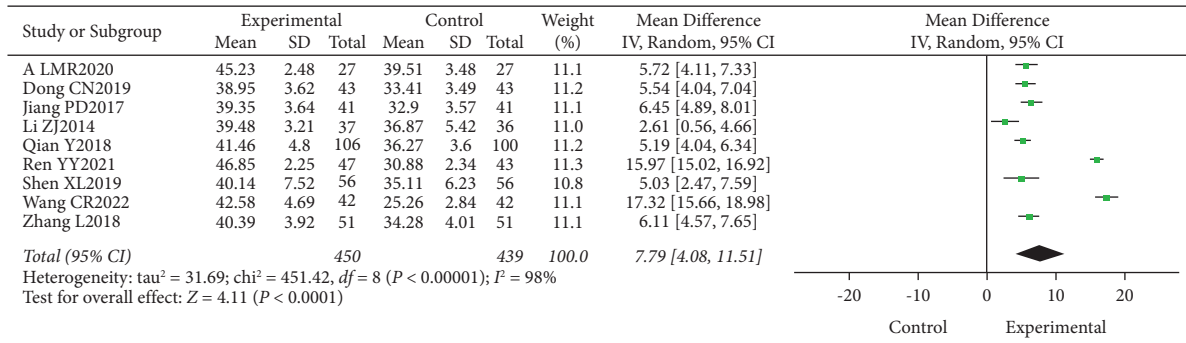 Experimental Control Weight Mean Difference Mean Difference
Study or Subgroup Mean SD Total Mean SD Total (%) IV, Random, 95% CI IV, Random, 95% CI
A LMR2020 45.23 2.48 27 39.51 3.48 27 11.1 5.72 [4.11, 7.33]
Dong CN2019 38.95 3.62 43 33.41 3.49 43 11.2 5.54 [4.04, 7.04]
Jiang PD2017 39.35 3.64 41 32.9 3.57 41 11.1 6.45 [4.89, 8.01]
Li ZJ2014 39.48 3.21 37 36.87 5.42 36 11.0 2.61 [0.56, 4.66]
Qian Y2018 41.46 4.8 106 36.27 3.6 100 11.2 5.19 [4.04, 6.34]
Ren YY2021 46.85 2.25 47 30.88 2.34 43 11.3 15.97 [15.02, 16.92]
Shen XL2019 40.14 7.52 56 35.11 6.23 56 10.8 5.03 [2.47, 7.59]
Wang CR2022 42.58 4.69 42 25.26 2.84 42 11.1 17.32 [15.66, 18.98]
Zhang L2018 40.39 3.92 51 34.28 4.01 51 11.1 6.11 [4.57, 7.65]
Total (95% CI) 450 439 100.0 7.79 [4.08, 11.51]
Heterogeneity: tau² = 31.69; chi² = 451.42, df = 8 (P < 0.00001); I² = 98%
Test for overall effect: Z = 4.11 (P < 0.0001)
-20 -10 0 10 20
Control Experimental